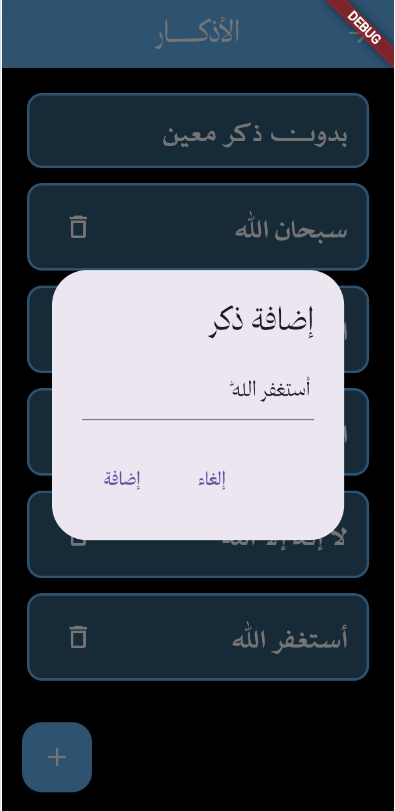 الأذكـــار
DEBUG
بدون ذكر معين
سبحان الله
إضافة ذكر
أستغفر الله
إلغاء
إضافة
لا إله إلا الله
أستغفر الله
+